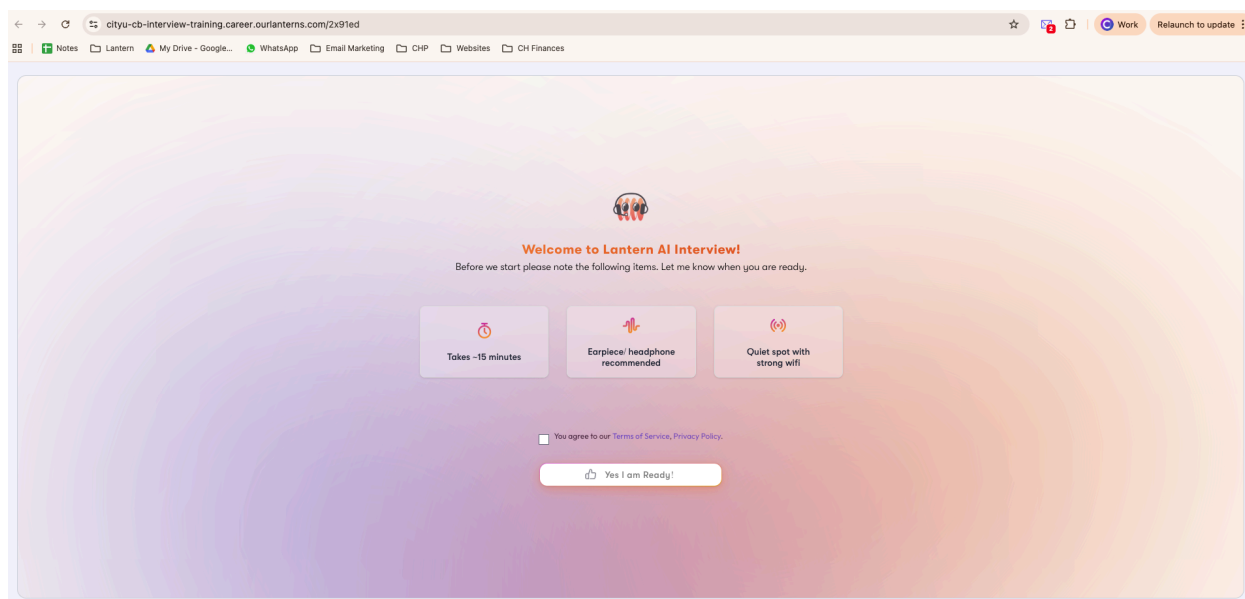 cityu-cb-interview-training.career.ourlanterns.com/2x91ed
2
C Work
Relaunch to update
Notes
Lantern
My Drive - Google...
WhatsApp
Email Marketing
CHP
Websites
CH Finances
Welcome to Lantern AI Interview!
Before we start please note the following items. Let me know when you are ready.
Takes ~15 minutes
Earpiece/ headphone
recommended
Quiet spot with
strong wifi
You agree to our Terms of Service, Privacy Policy.
Yes I am Ready!